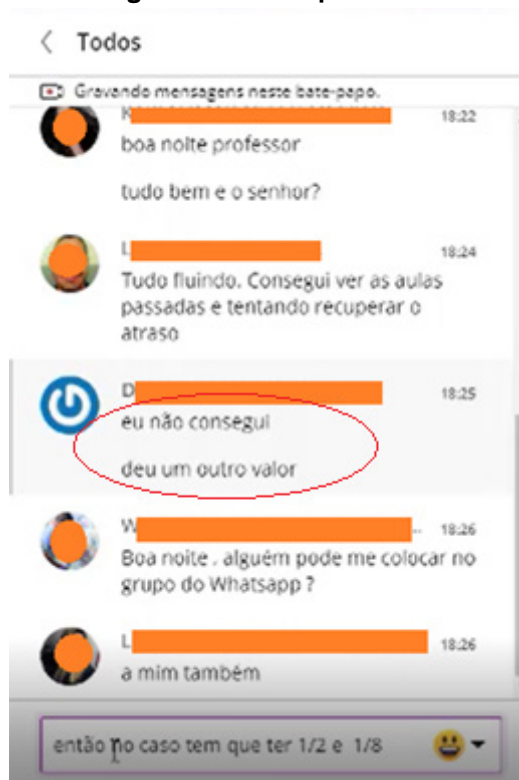 Todos
Gravando mensagens neste bate-papo.
K 18:22
boa noite professor
tudo bem e o senhor?
L 18:24
Tudo fluindo. Consegui ver as aulas
passadas e tentando recuperar o
atraso
D 18:25
eu não consegui
deu um outro valor
W .. 18:26
Boa noite , alguém pode me colocar no
grupo do Whatsapp ?
L 18:26
a mim também
então no caso tem que ter 1/2 e 1/8